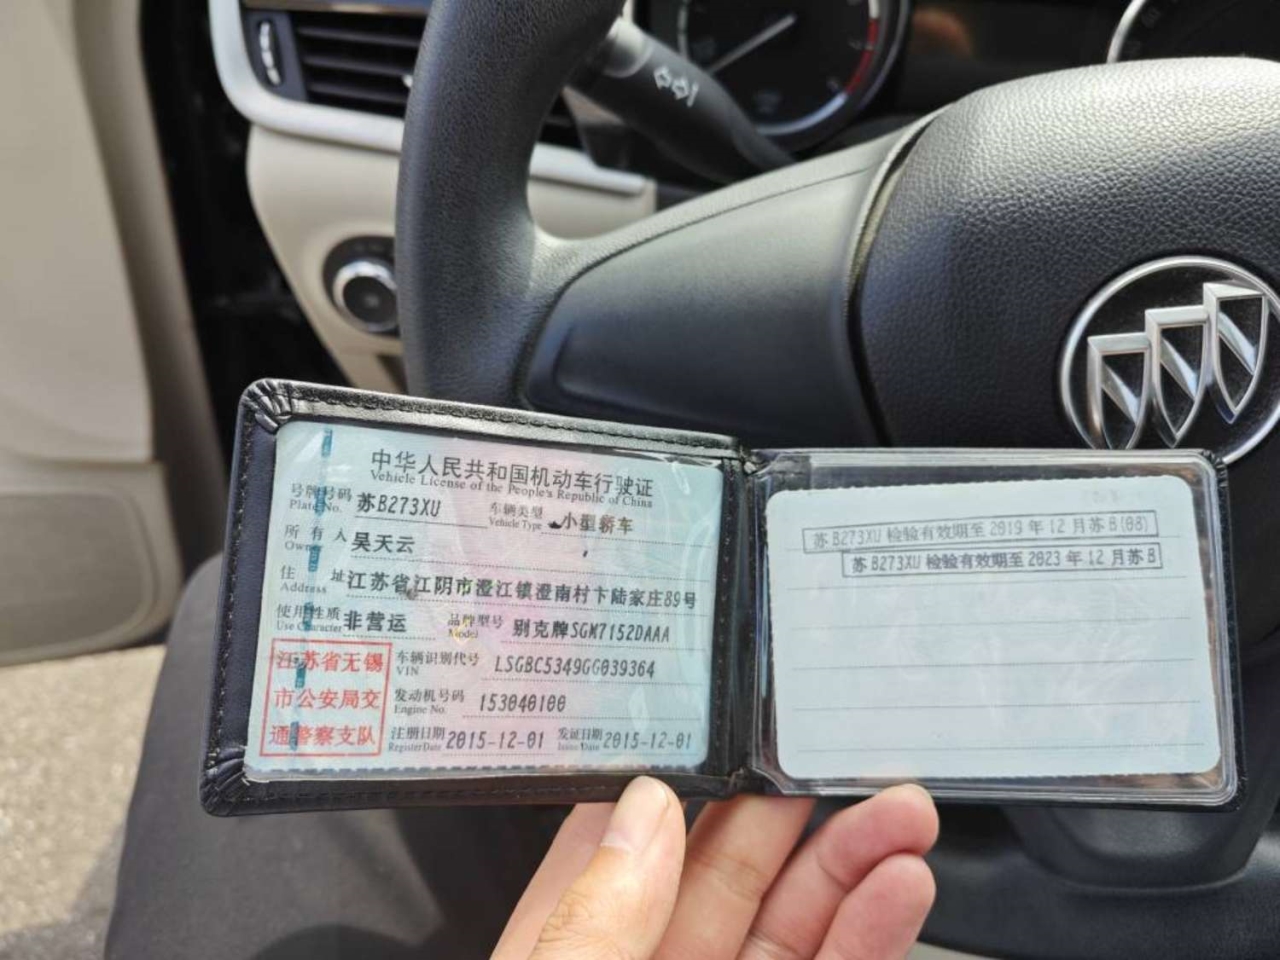 中华人民共和国机动车行驶证
Vehicle License of the People's Republic of China
号牌号码 苏B273XU 车辆类型 小型轿车
Plate No. Vehicle Type
所有人 吴天云
Owner
住址 江苏省江阴市澄江镇澄南村卞陆家庄89号
Address
使用性质 非营运 品牌型号 别克牌SGM7152DAAA
Use Character Model
江苏省无锡
市公安局交
通警察支队
车辆识别代号 LSGBC5349GG039364
VIN
发动机号码 153040100
Engine No.
注册日期 2015-12-01 发证日期 2015-12-01
Register Date Issue Date
苏B273XU 检验有效期至 2019 年 12 月苏 B(08)
苏 B273XU 检验有效期至 2023 年 12 月苏 B